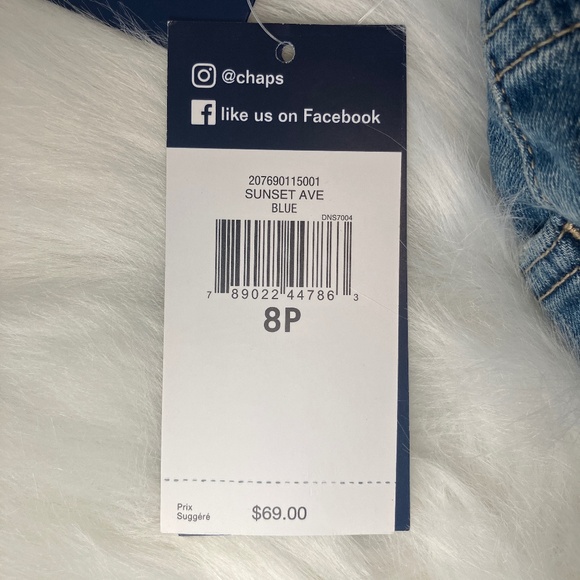 @chaps
like us on Facebook
207690115001
SUNSET AVE
BLUE
DNS7004
7 89022 44786 3
8P
Prix
Suggéré
$69.00